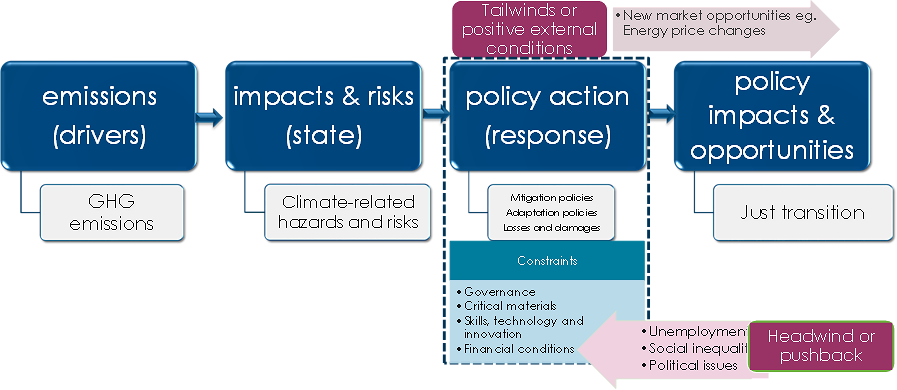 Tailwinds or
positive external
conditions
• New market opportunities eg.
Energy price changes
emissions
(drivers)
impacts & risks
(state)
policy action
(response)
policy
impacts &
opportunities
GHG
emissions
Climate-related
hazards and risks
Mitigation policies
Adaptation policies
Losses and damages
Just transition
Constraints
• Governance
• Critical materials
• Skills, technology and
innovation
• Financial conditions
• Unemployment
• Social inequali
• Political issues
Headwind or
pushback